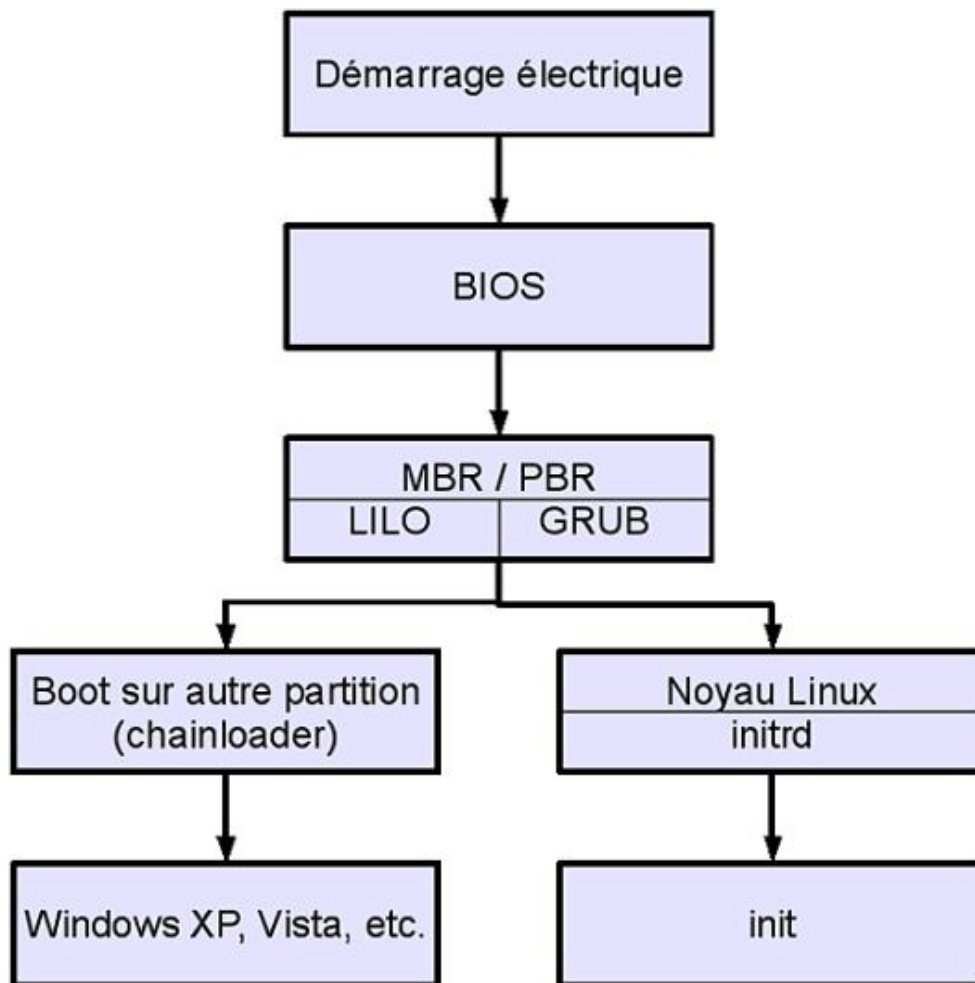 Démarrage électrique
BIOS
MBR / PBR
LILO
GRUB
Boot sur autre partition
(chainloader)
Noyau Linux
initrd
Windows XP, Vista, etc.
init